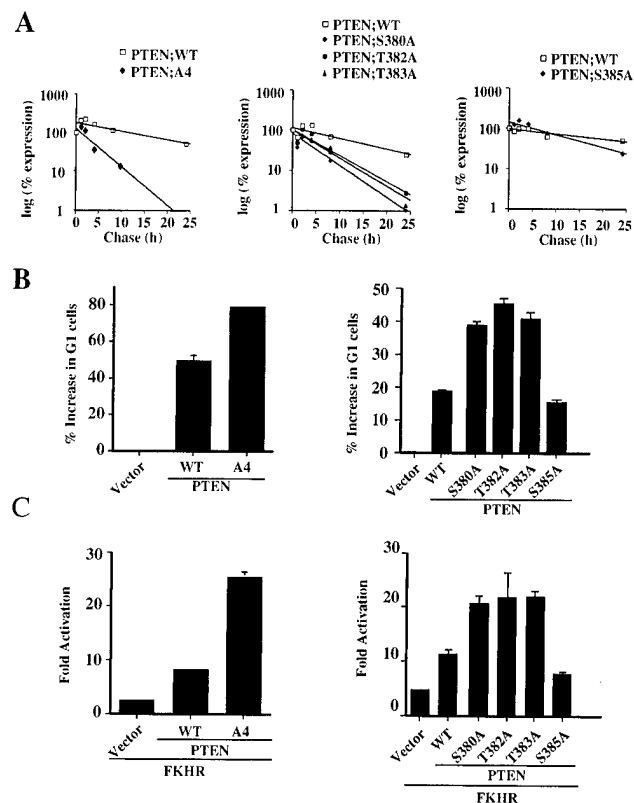 A
PTEN;WT
PTEN;A4
log (% expression)
1000
100
10
1
0 5 10 15 20 25
Chase (h)
PTEN;WT
PTEN;S380A
PTEN;T382A
PTEN;T383A
log (% expression)
1000
100
10
1
0 5 10 15 20 25
Chase (h)
PTEN;WT
PTEN;S385A
log (% expression)
1000
100
10
1
0 5 10 15 20 25
Chase (h)
B
% Increase in G1 cells
80
60
40
20
0
Vector WT A4
PTEN
% Increase in G1 cells
50
40
30
20
10
0
Vector WT S380A T382A T383A S385A
PTEN
C
Fold Activation
30
20
10
0
Vector WT A4
PTEN
FKHR
Fold Activation
30
20
10
0
Vector WT S380A T382A T383A S385A
PTEN
FKHR